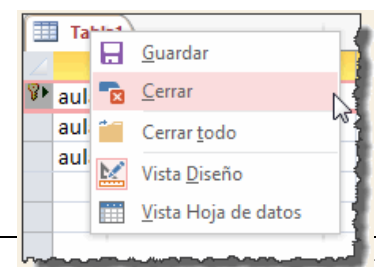 Tabla1
Guardar
Cerrar
Cerrar todo
Vista Diseño
Vista Hoja de datos
aul
aul
aul